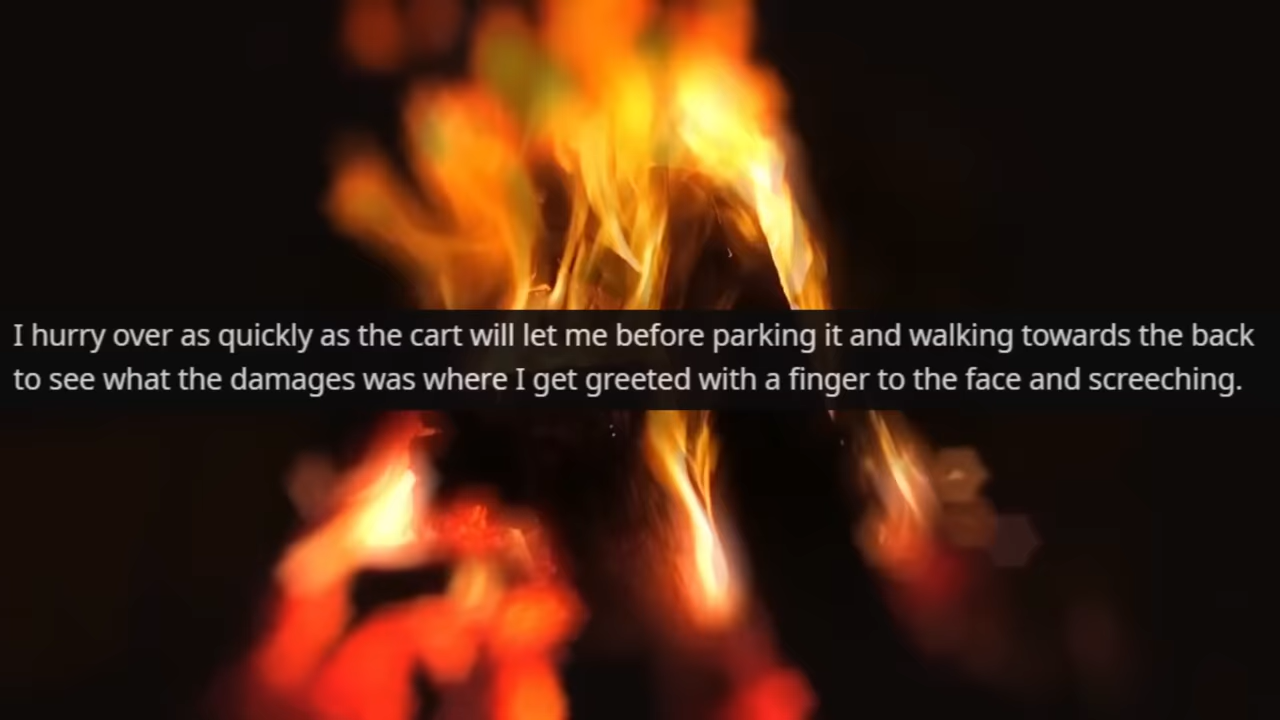 I hurry over as quickly as the cart will let me before parking it and walking towards the back
to see what the damages was where I get greeted with a finger to the face and screeching.